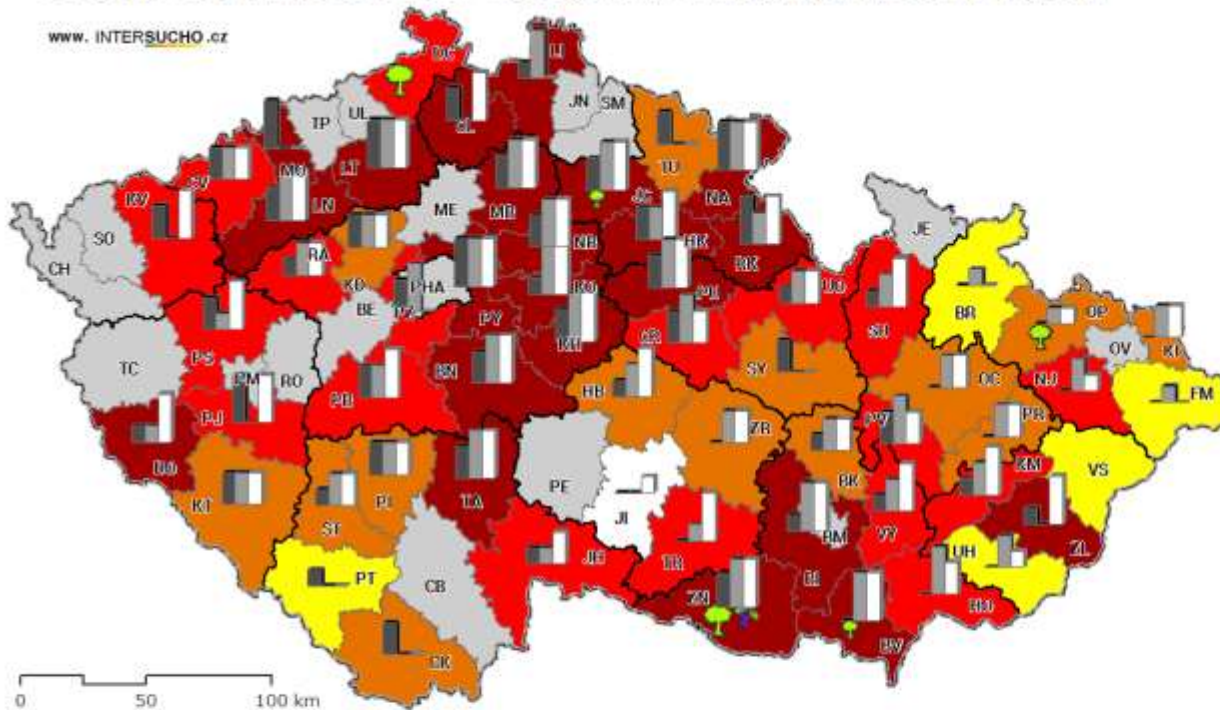 www. INTERSUCHO .cz
LI
JN
SM
TP
UL
CL
TU
MO
LT
KV
CV
LN
ME
MB
JC
NA
SO
CH
RA
NB
HK
RK
JE
KD
PHA
KO
PS
BE
UO
SU
BR
OP
TC
PM
RO
PY
KH
CR
SY
OV
KI
BN
PB
HB
OC
NJ
FM
PJ
PR
DO
ZR
KT
PI
TA
PE
BK
KM
VS
ST
JI
BM
VY
ZL
UH
PT
CB
JH
TR
BI
ZN
HO
CK
BV
0
50
100 km